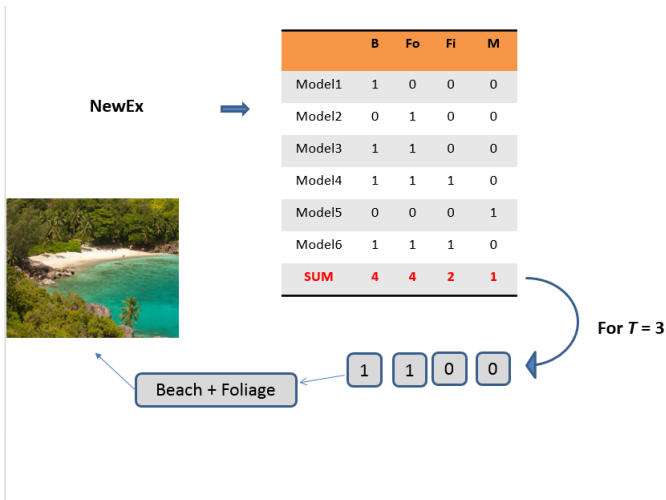 B Fo Fi M
Model1 1 0 0 0
NewEx
Model2 0 1 0 0
Model3 1 1 0 0
Model4 1 1 1 0
Model5 0 0 0 1
Model6 1 1 1 0
SUM 4 4 2 1
For T = 3
1 1 0 0
Beach + Foliage